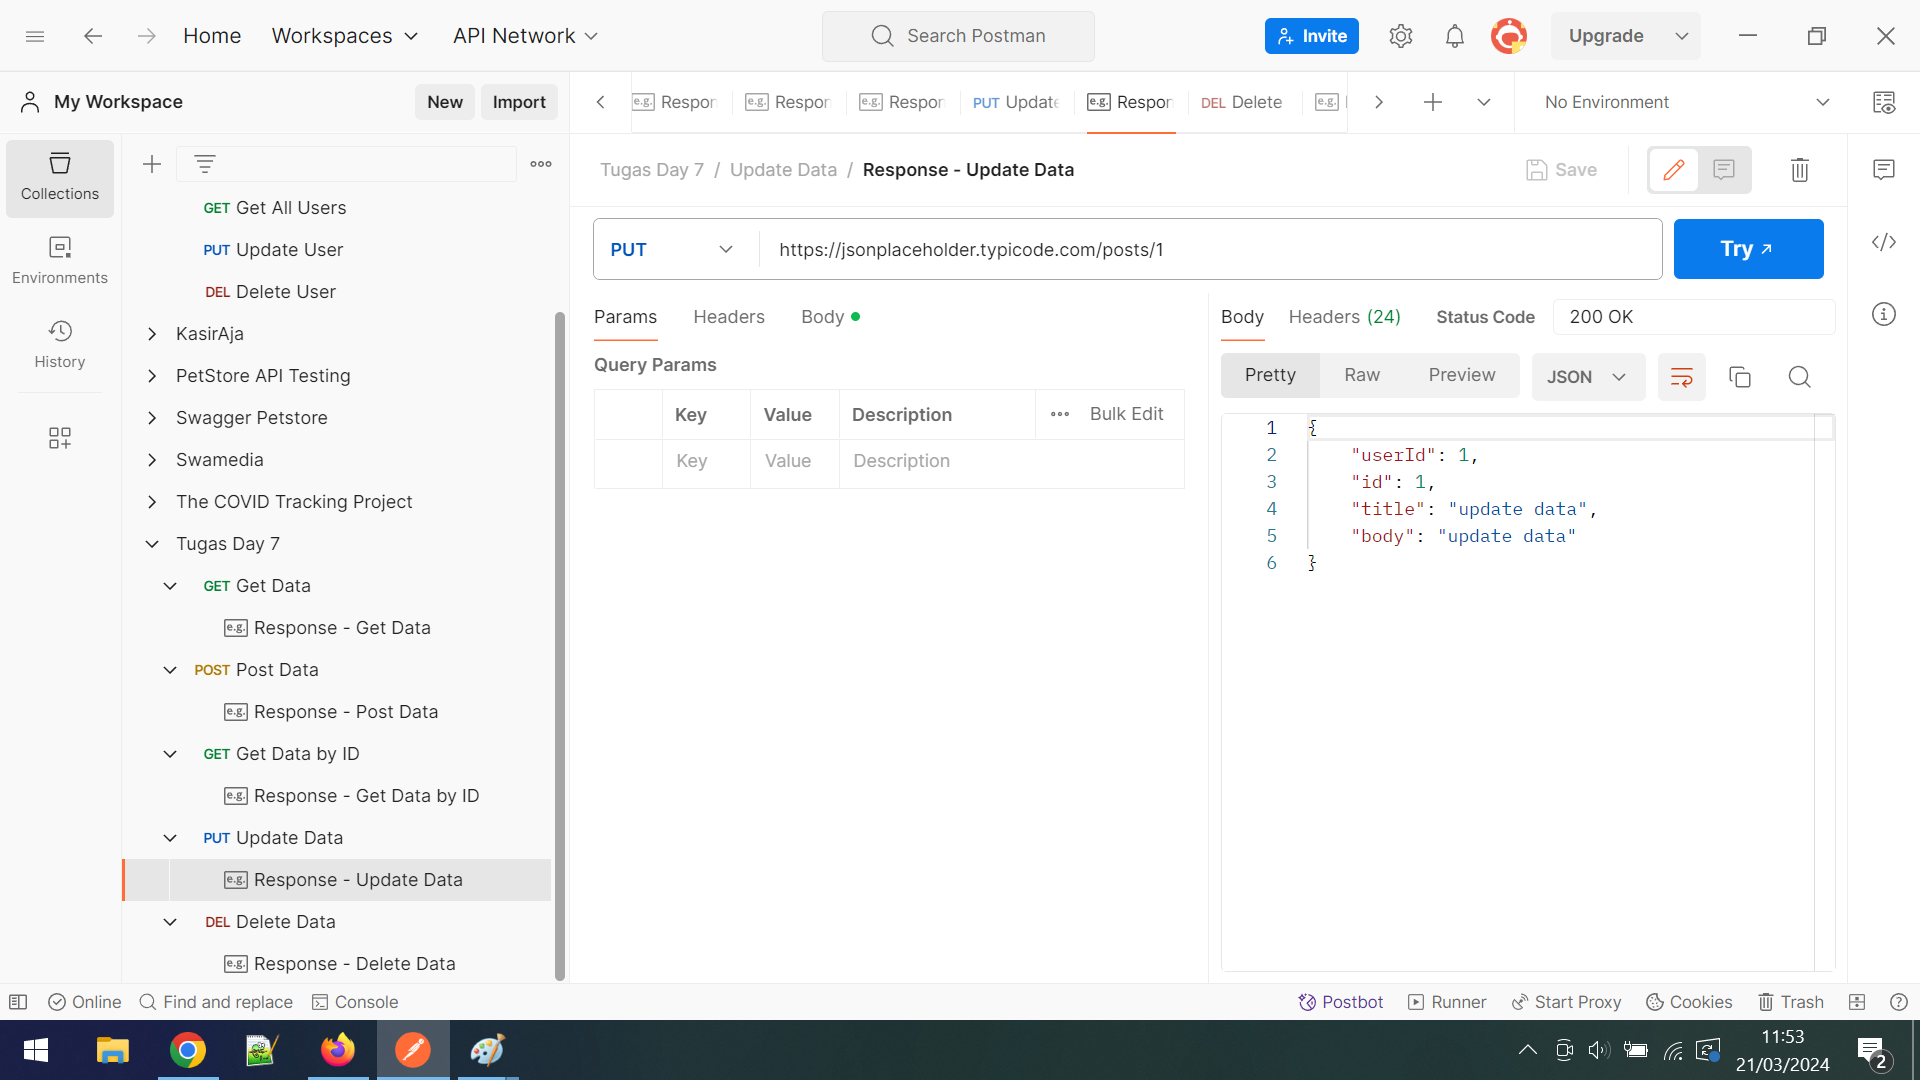 Home Workspaces API Network Search Postman Invite Upgrade
My Workspace New Import e.g. Respor e.g. Respor e.g. Respor PUT Update e.g. Respor DEL Delete e.g. No Environment
Collections
Environments
History
GET Get All Users
PUT Update User
DEL Delete User
KasirAja
PetStore API Testing
Swagger Petstore
Swamedia
The COVID Tracking Project
Tugas Day 7
GET Get Data
e.g. Response - Get Data
POST Post Data
e.g. Response - Post Data
GET Get Data by ID
e.g. Response - Get Data by ID
PUT Update Data
e.g. Response - Update Data
DEL Delete Data
e.g. Response - Delete Data
Tugas Day 7 / Update Data / Response - Update Data Save
PUT https://jsonplaceholder.typicode.com/posts/1 Try
Params Headers Body
Query Params
Key Value Description Bulk Edit
Key Value Description
Body Headers (24) Status Code 200 OK
Pretty Raw Preview JSON
1 {
2 "userId": 1,
3 "id": 1,
4 "title": "update data",
5 "body": "update data"
6 }
Online Find and replace Console Postbot Runner Start Proxy Cookies Trash
11:53
21/03/2024
2